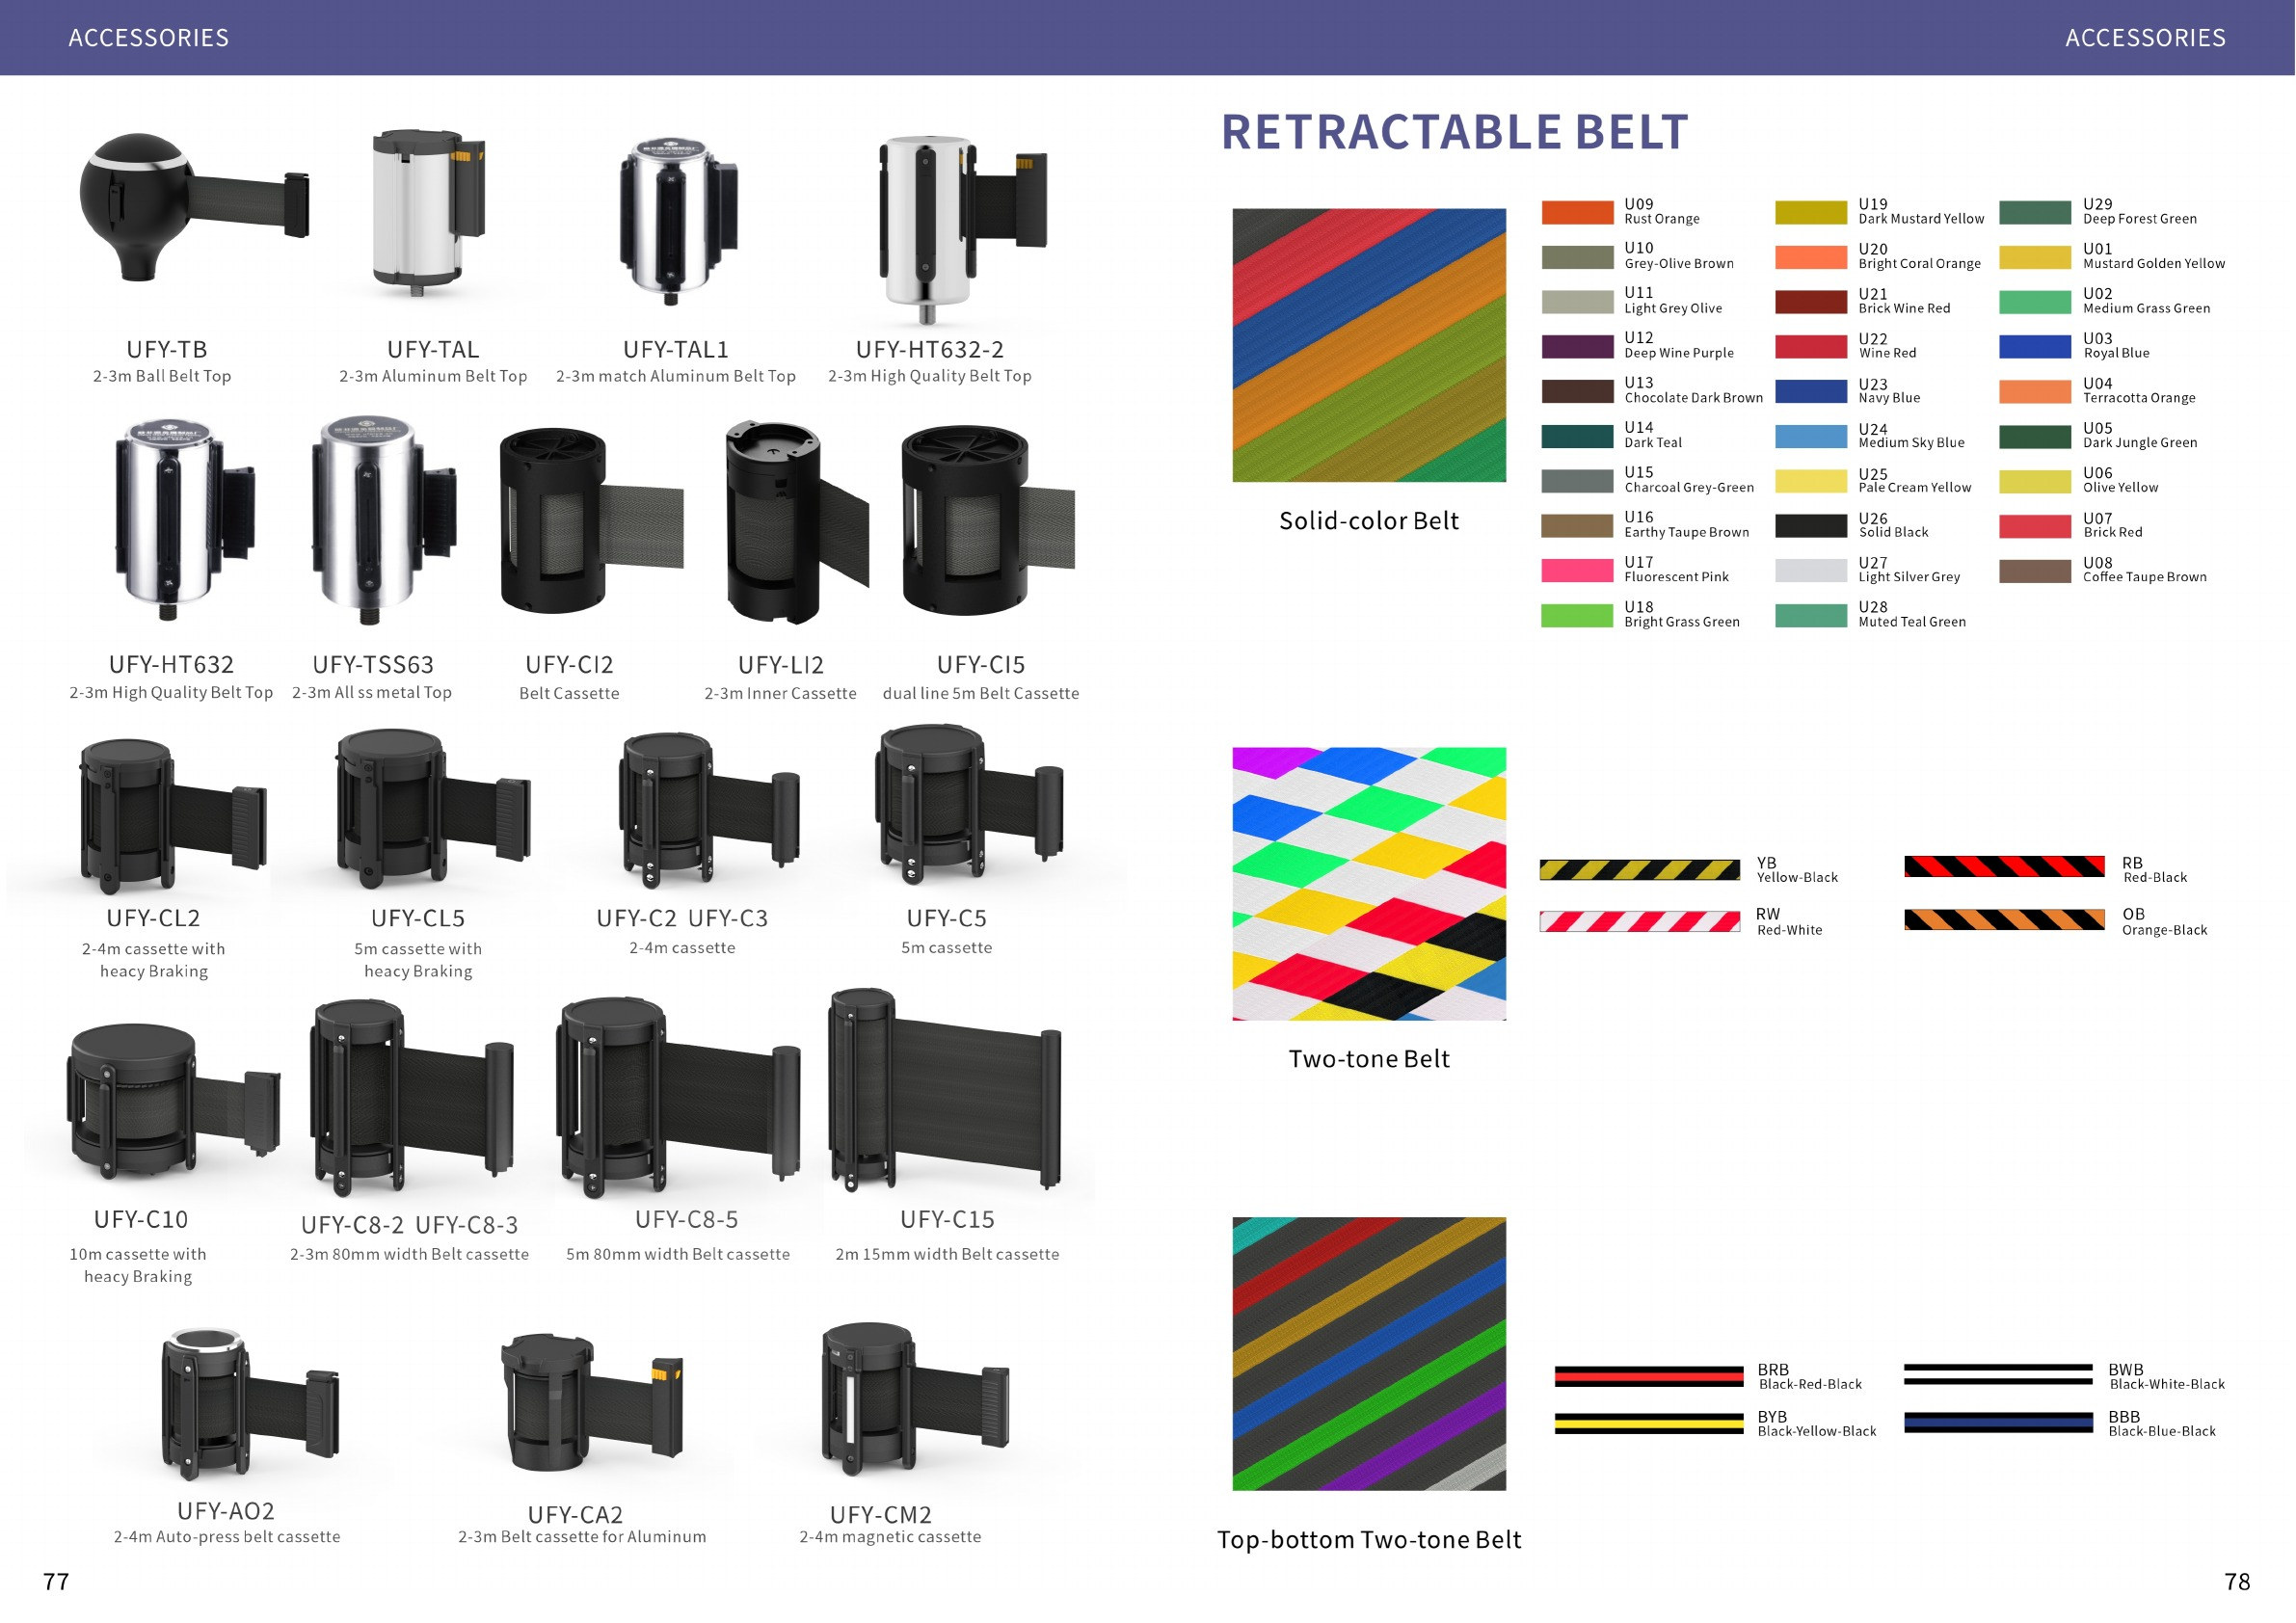 ACCESSORIES
ACCESSORIES
UFY-TB
2-3m Ball Belt Top
UFY-TAL
2-3m Aluminum Belt Top
UFY-TAL1
2-3m match Aluminum Belt Top
UFY-HT632-2
2-3m High Quality Belt Top
UFY-HT632
2-3m High Quality Belt Top
UFY-TSS63
2-3m All ss metal Top
UFY-CI2
Belt Cassette
UFY-LI2
2-3m Inner Cassette
UFY-CI5
dual line 5m Belt Cassette
UFY-CL2
2-4m cassette with
heacy Braking
UFY-CL5
5m cassette with
heacy Braking
UFY-C2 UFY-C3
2-4m cassette
UFY-C5
5m cassette
UFY-C10
10m cassette with
heacy Braking
UFY-C8-2 UFY-C8-3
2-3m 80mm width Belt cassette
UFY-C8-5
5m 80mm width Belt cassette
UFY-C15
2m 15mm width Belt cassette
UFY-AO2
2-4m Auto-press belt cassette
UFY-CA2
2-3m Belt cassette for Aluminum
UFY-CM2
2-4m magnetic cassette
77
RETRACTABLE BELT
Solid-color Belt
U09
Rust Orange
U10
Grey-Olive Brown
U11
Light Grey Olive
U12
Deep Wine Purple
U13
Chocolate Dark Brown
U14
Dark Teal
U15
Charcoal Grey-Green
U16
Earthy Taupe Brown
U17
Fluorescent Pink
U18
Bright Grass Green
U19
Dark Mustard Yellow
U20
Bright Coral Orange
U21
Brick Wine Red
U22
Wine Red
U23
Navy Blue
U24
Medium Sky Blue
U25
Pale Cream Yellow
U26
Solid Black
U27
Light Silver Grey
U28
Muted Teal Green
U29
Deep Forest Green
U01
Mustard Golden Yellow
U02
Medium Grass Green
U03
Royal Blue
U04
Terracotta Orange
U05
Dark Jungle Green
U06
Olive Yellow
U07
Brick Red
U08
Coffee Taupe Brown
Two-tone Belt
YB
Yellow-Black
RW
Red-White
RB
Red-Black
OB
Orange-Black
Top-bottom Two-tone Belt
BRB
Black-Red-Black
BYB
Black-Yellow-Black
BWB
Black-White-Black
BBB
Black-Blue-Black
78